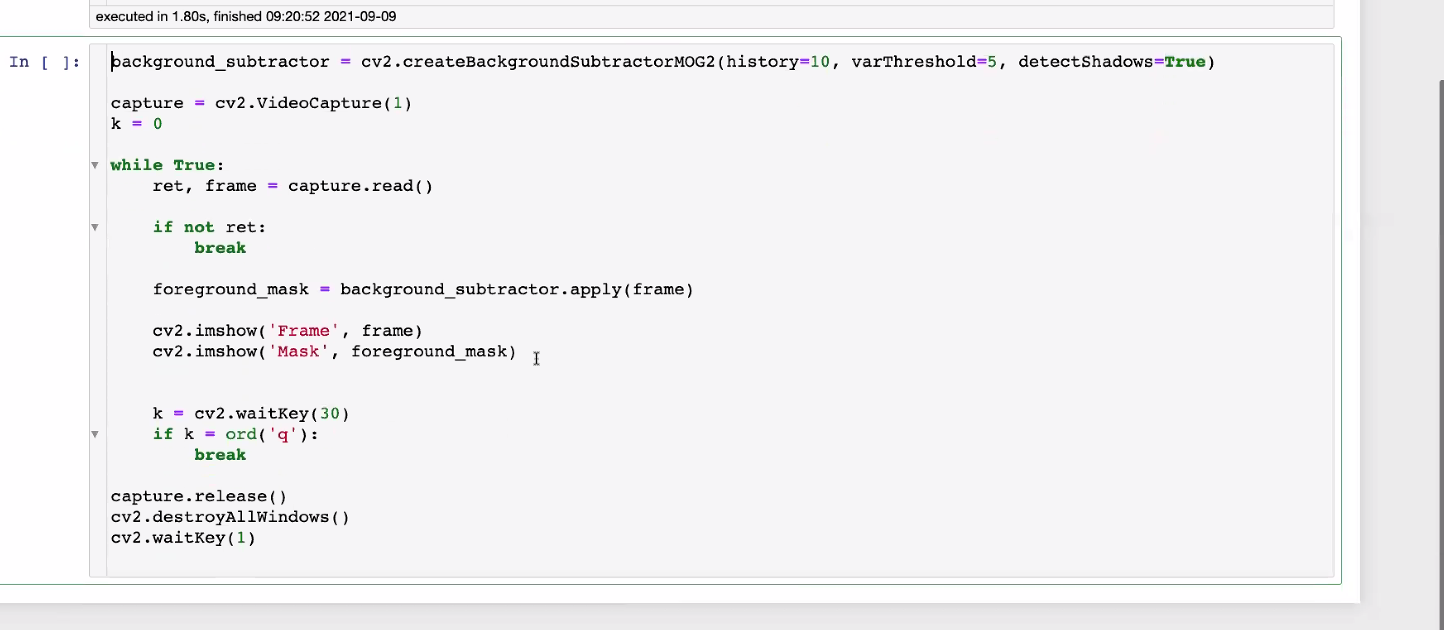 executed in 1.80s, finished 09:20:52 2021-09-09
In [ ]:
background_subtractor = cv2.createBackgroundSubtractorMOG2(history=10, varThreshold=5, detectShadows=True)
capture = cv2.VideoCapture(1)
k = 0
while True:
    ret, frame = capture.read()
    if not ret:
        break
    foreground_mask = background_subtractor.apply(frame)
    cv2.imshow('Frame', frame)
    cv2.imshow('Mask', foreground_mask)
    k = cv2.waitKey(30)
    if k = ord('q'):
        break
capture.release()
cv2.destroyAllWindows()
cv2.waitKey(1)